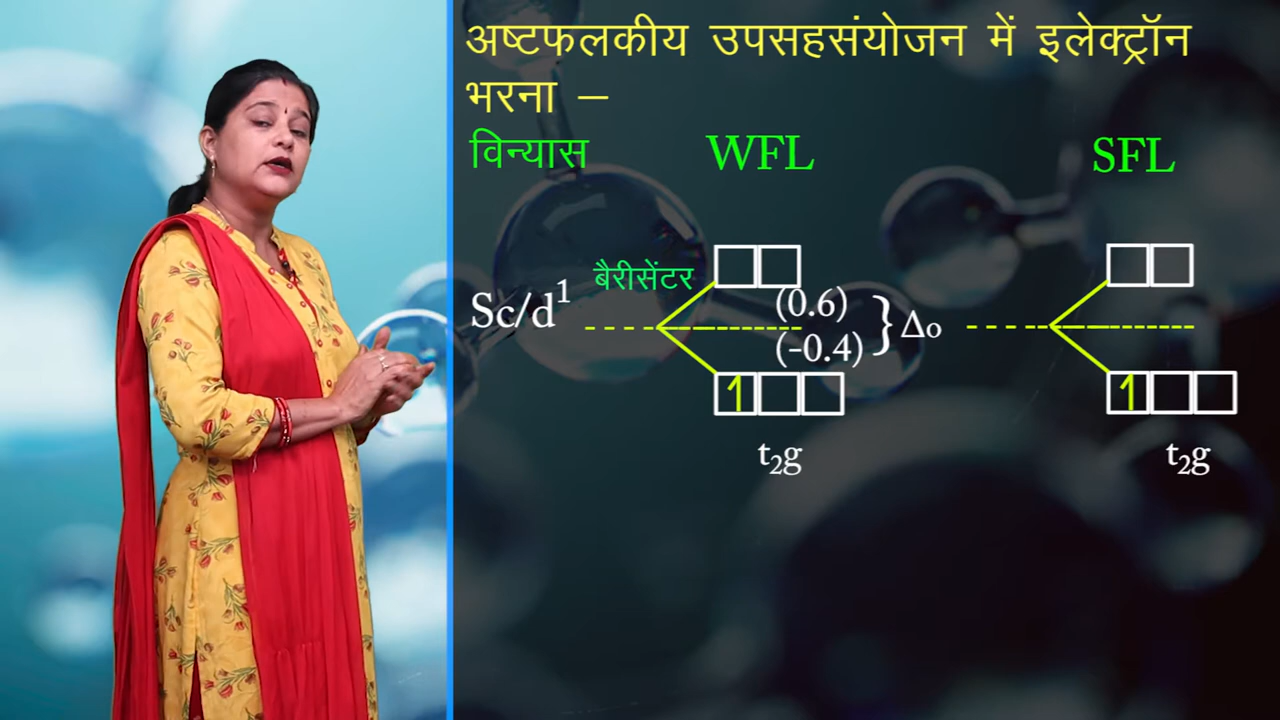 अष्टफलकीय उपसहसंयोजन में इलेक्ट्रॉन
भरना –
विन्यास WFL SFL
बैरीसेंटर
Sc/d¹ (0.6)
(-0.4) } Δo
1 1
t₂g t₂g